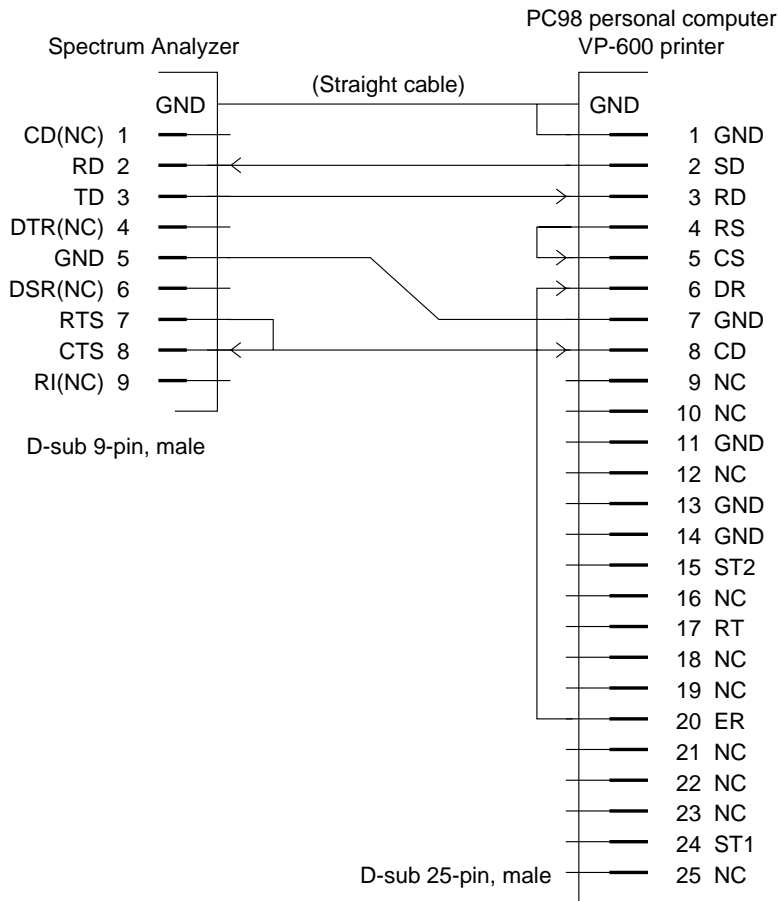 PC98 personal computer
Spectrum Analyzer
VP-600 printer
(Straight cable)
GND
GND
CD(NC) 1
1 GND
RD 2
2 SD
TD 3
3 RD
DTR(NC) 4
4 RS
GND 5
5 CS
DSR(NC) 6
6 DR
RTS 7
7 GND
CTS 8
8 CD
RI(NC) 9
9 NC
10 NC
D-sub 9-pin, male
11 GND
12 NC
13 GND
14 GND
15 ST2
16 NC
17 RT
18 NC
19 NC
20 ER
21 NC
22 NC
23 NC
24 ST1
D-sub 25-pin, male
25 NC